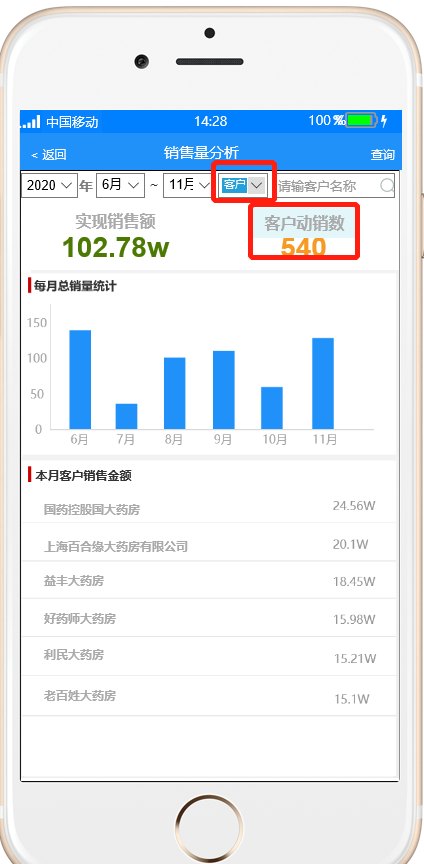 中国移动 14:28 100 %
< 返回 销售量分析 查询
2020 年 6月 ~ 11月 客户 请输客户名称
实现销售额 客户动销数
102.78w 540
每月总销量统计
150
100
50
0
6月 7月 8月 9月 10月 11月
本月客户销售金额
国药控股国大药房 24.56W
上海百合缘大药房有限公司 20.1W
益丰大药房 18.45W
好药师大药房 15.98W
利民大药房 15.21W
老百姓大药房 15.1W